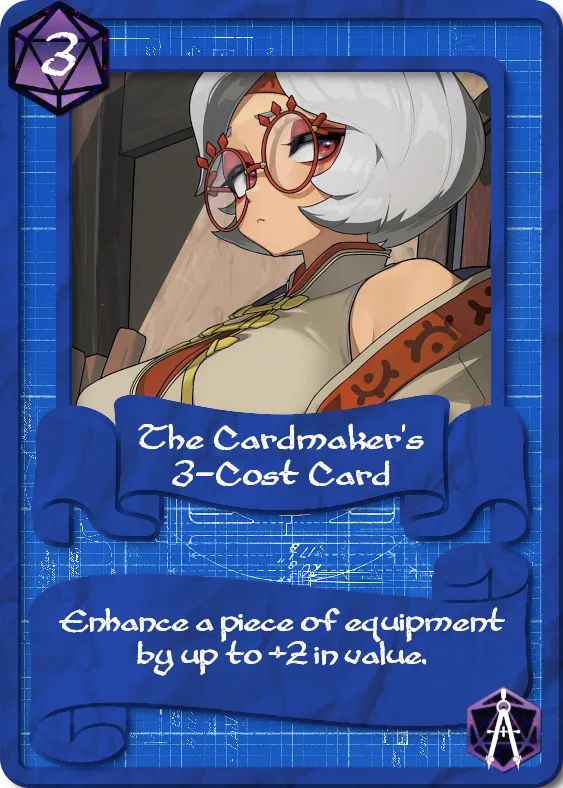 3
The Cardmaker's
3-Cost Card
Enhance a piece of equipment
by up to +2 in value.